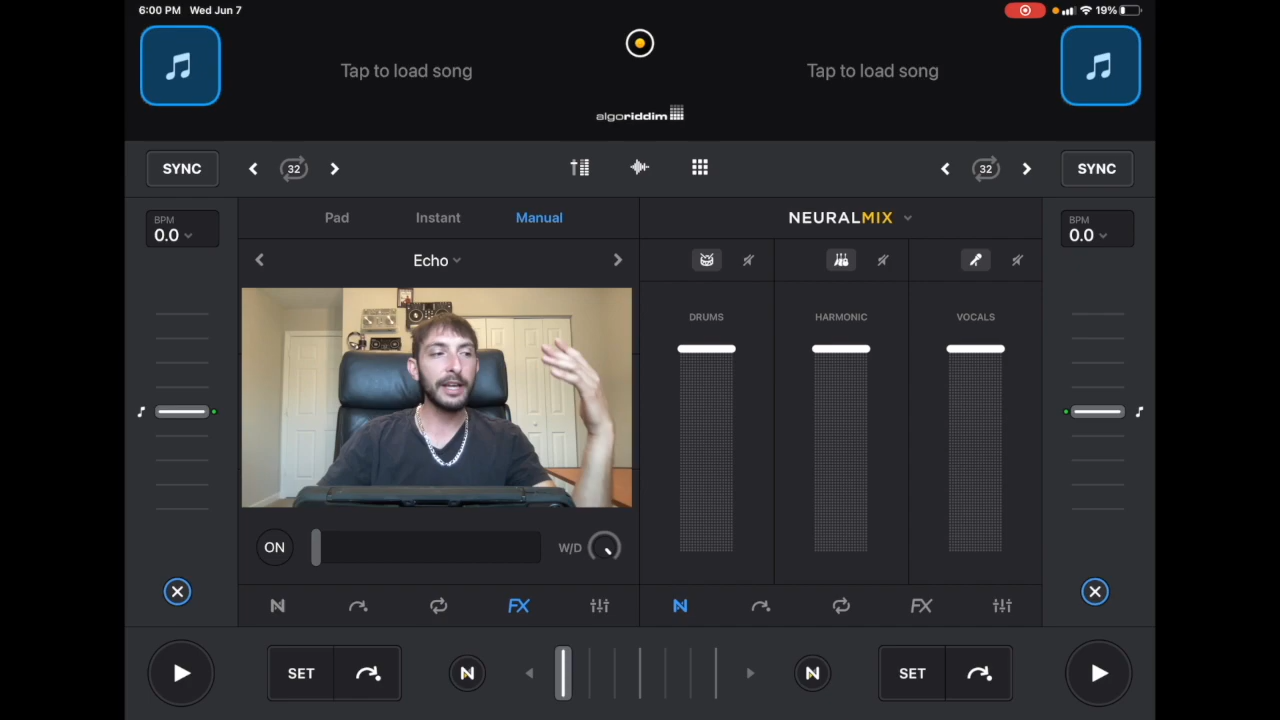 6:00 PM Wed Jun 7
19%
Tap to load song
Tap to load song
algoriddim
SYNC
32
32
SYNC
BPM
0.0
Pad Instant Manual
NEURALMIX
BPM
0.0
Echo
DRUMS
HARMONIC
VOCALS
ON
W/D
N
FX
N
FX
SET
N
N
SET